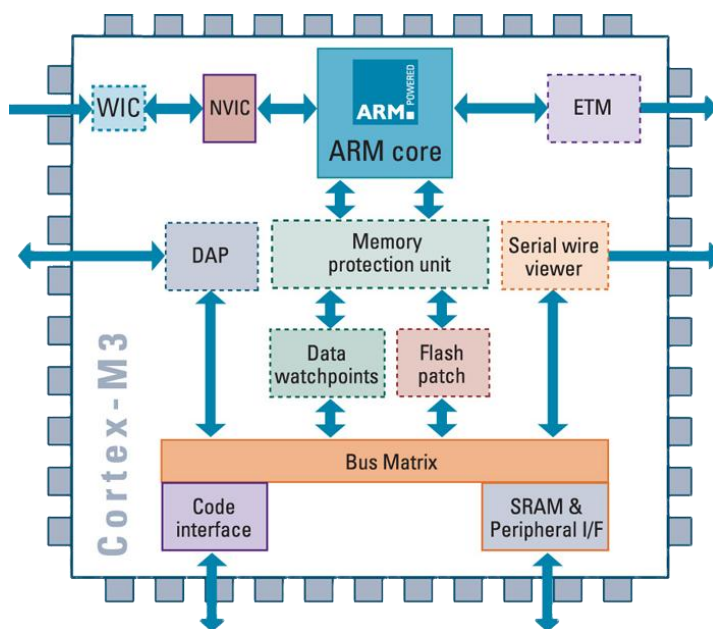 POWERED
ARM
WIC
NVIC
ARM core
ETM
DAP
Memory
protection unit
Serial wire
viewer
Data
watchpoints
Flash
patch
Cortex-M3
Bus Matrix
Code
interface
SRAM &
Peripheral I/F